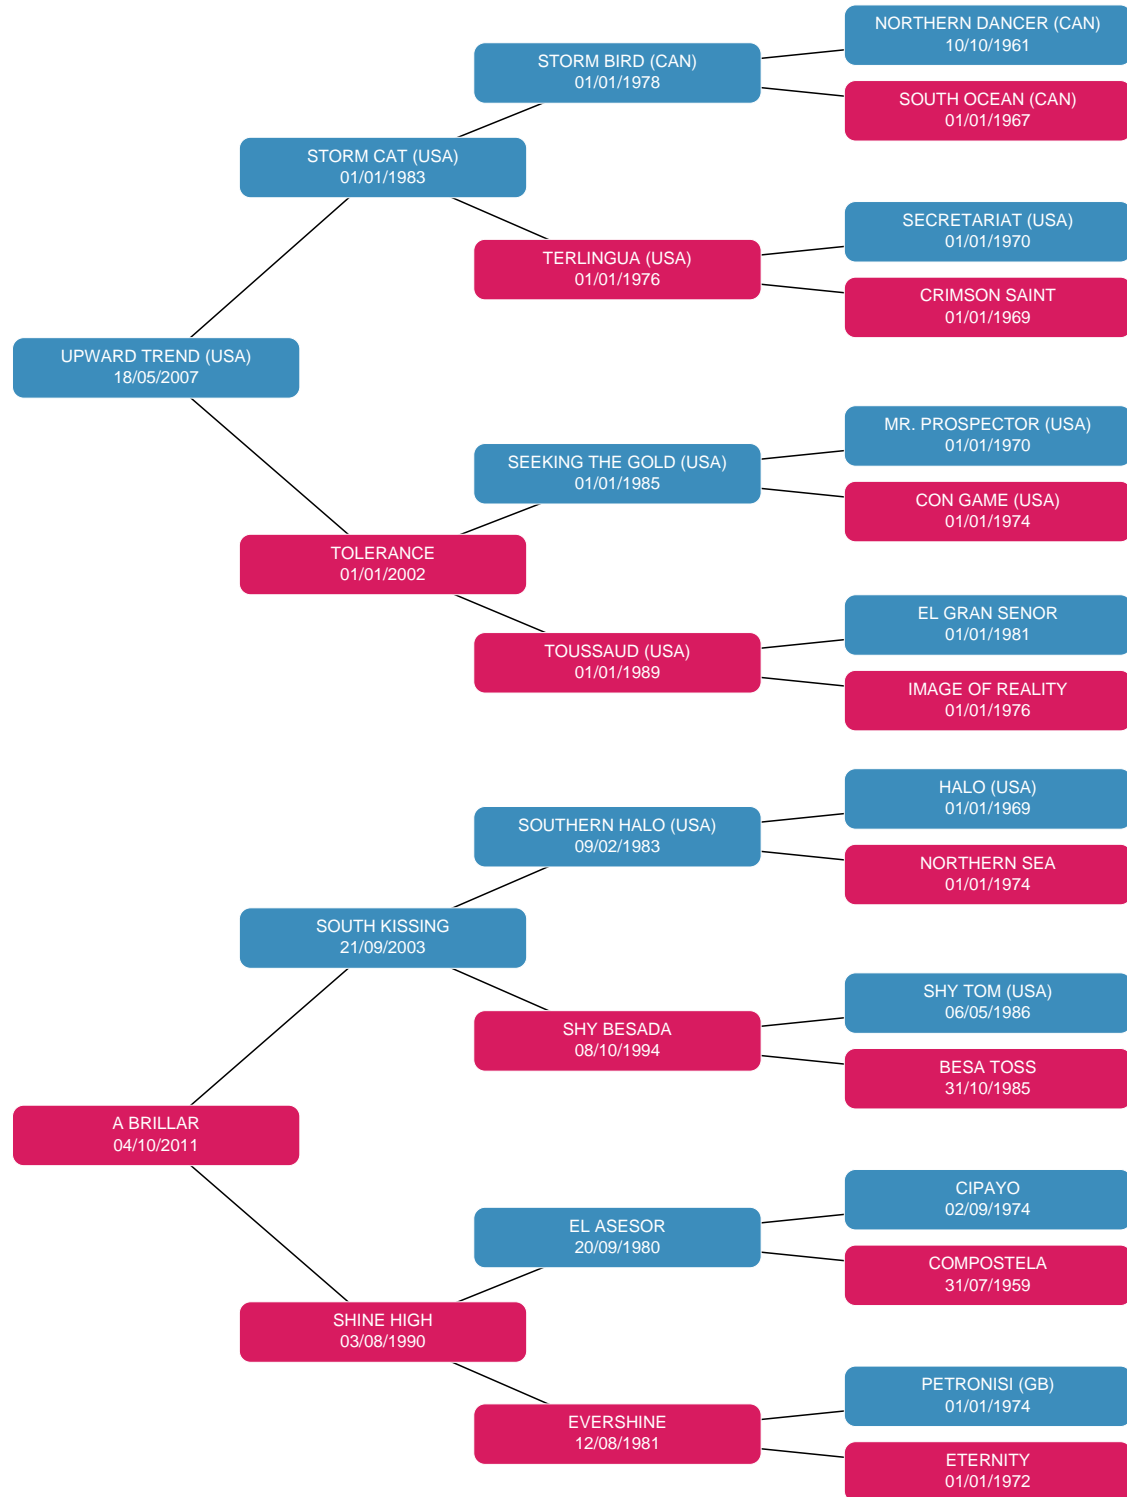 NORTHERN DANCER (CAN)
10/10/1961
STORM BIRD (CAN)
01/01/1978
SOUTH OCEAN (CAN)
01/01/1967
STORM CAT (USA)
01/01/1983
SECRETARIAT (USA)
01/01/1970
TERLINGUA (USA)
01/01/1976
CRIMSON SAINT
01/01/1969
UPWARD TREND (USA)
18/05/2007
MR. PROSPECTOR (USA)
01/01/1970
SEEKING THE GOLD (USA)
01/01/1985
CON GAME (USA)
01/01/1974
TOLERANCE
01/01/2002
EL GRAN SENOR
01/01/1981
TOUSSAUD (USA)
01/01/1989
IMAGE OF REALITY
01/01/1976
HALO (USA)
01/01/1969
SOUTHERN HALO (USA)
09/02/1983
NORTHERN SEA
01/01/1974
SOUTH KISSING
21/09/2003
SHY TOM (USA)
06/05/1986
SHY BESADA
08/10/1994
BESA TOSS
31/10/1985
A BRILLAR
04/10/2011
CIPAYO
02/09/1974
EL ASESOR
20/09/1980
COMPOSTELA
31/07/1959
SHINE HIGH
03/08/1990
PETRONISI (GB)
01/01/1974
EVERSHINE
12/08/1981
ETERNITY
01/01/1972